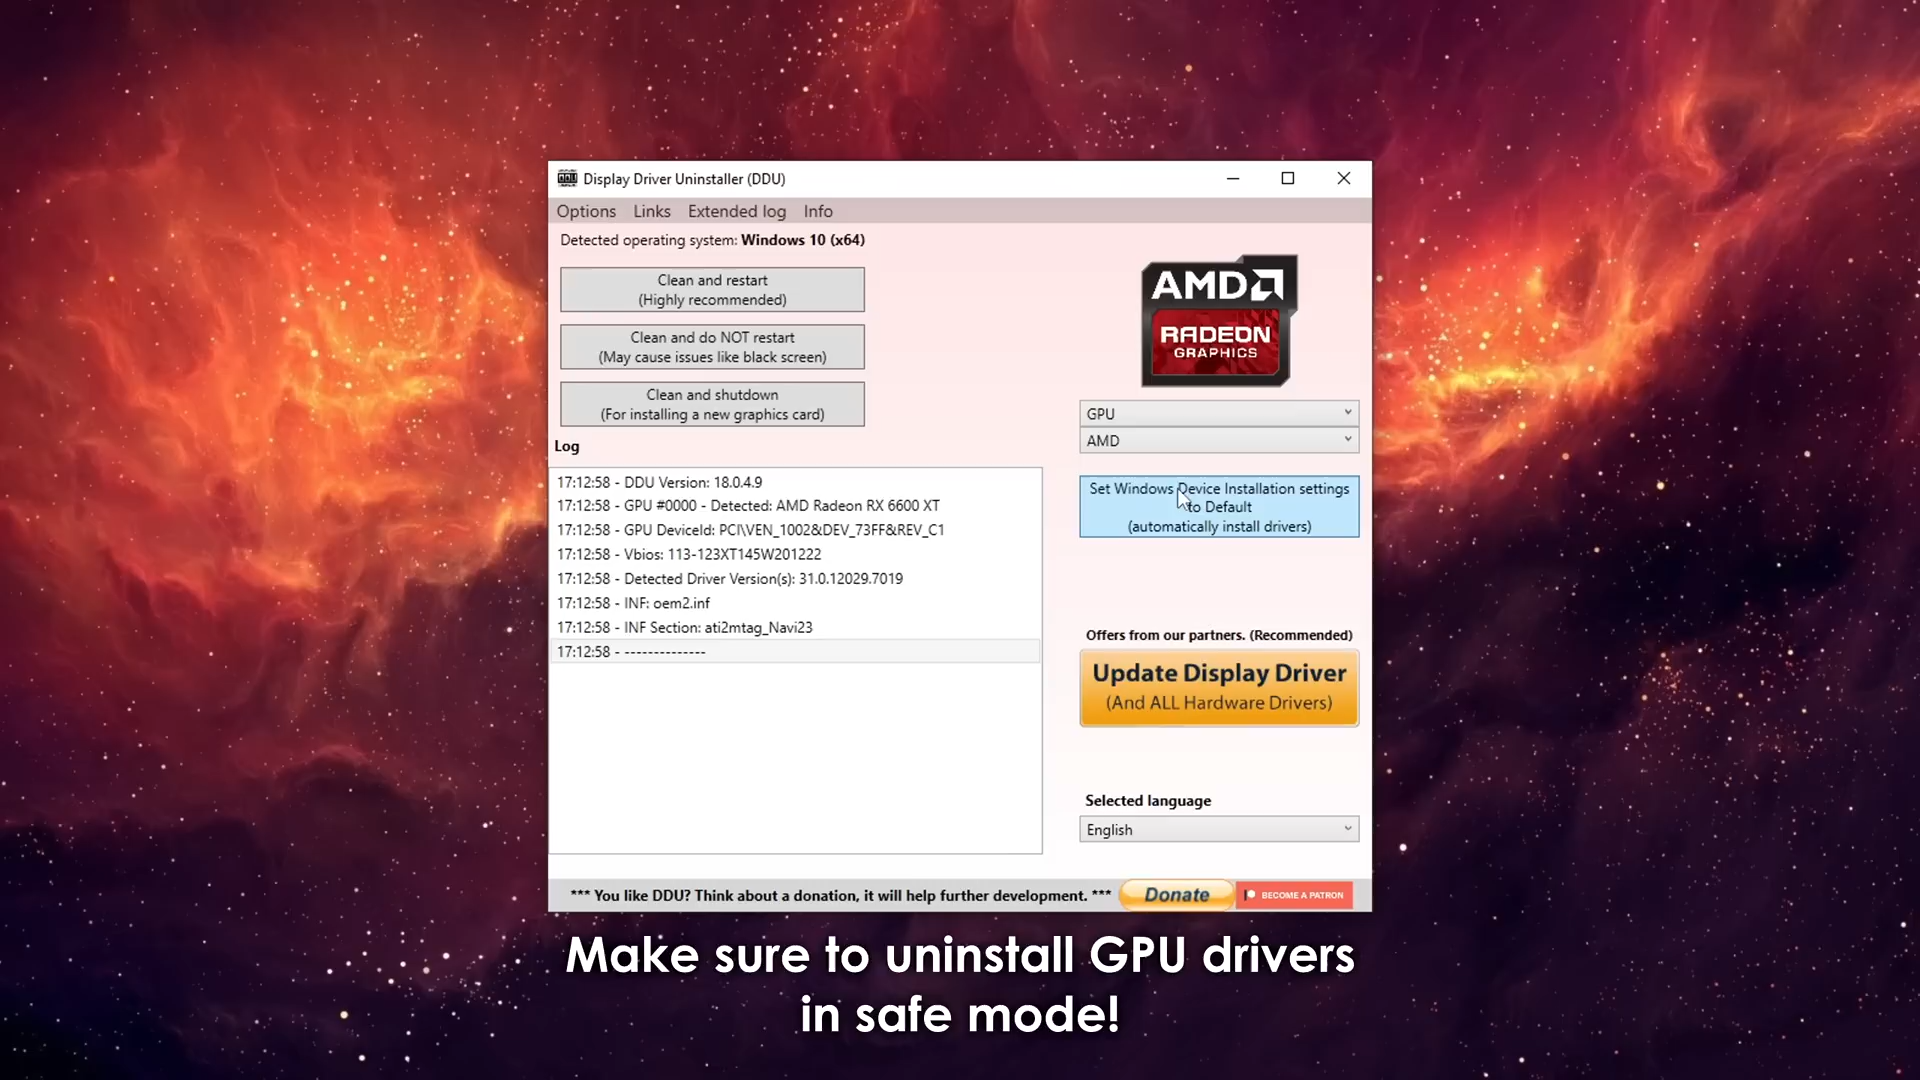 Display Driver Uninstaller (DDU)
Options Links Extended log Info
Detected operating system: Windows 10 (x64)
Clean and restart
(Highly recommended)
Clean and do NOT restart
(May cause issues like black screen)
Clean and shutdown
(For installing a new graphics card)
Log
17:12:58 - DDU Version: 18.0.4.9
17:12:58 - GPU #0000 - Detected: AMD Radeon RX 6600 XT
17:12:58 - GPU DeviceId: PCI\VEN_1002&DEV_73FF&REV_C1
17:12:58 - Vbios: 113-123XT145W201222
17:12:58 - Detected Driver Version(s): 31.0.12029.7019
17:12:58 - INF: oem2.inf
17:12:58 - INF Section: ati2mtag_Navi23
17:12:58 - --------------
AMD
RADEON
GRAPHICS
GPU
AMD
Set Windows Device Installation settings
to Default
(automatically install drivers)
Offers from our partners. (Recommended)
Update Display Driver
(And ALL Hardware Drivers)
Selected language
English
*** You like DDU? Think about a donation, it will help further development. ***
Donate
BECOME A PATRON
Make sure to uninstall GPU drivers
in safe mode!